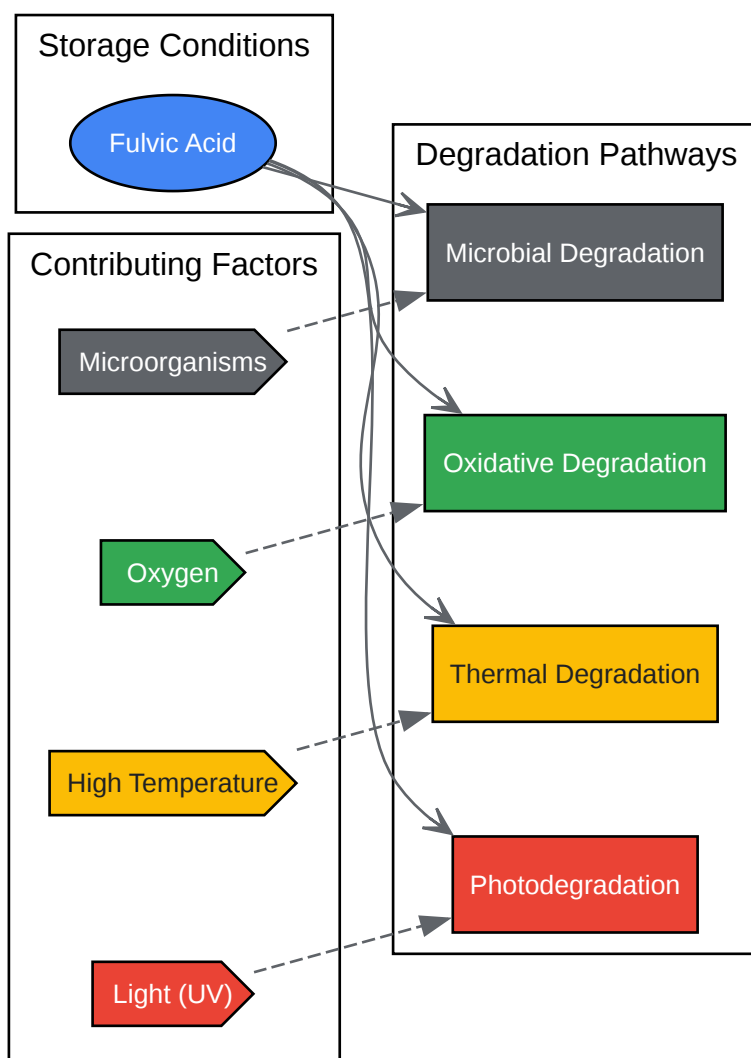 Storage Conditions
Fulvic Acid
Contributing Factors
Microorganisms
Oxygen
High Temperature
Light (UV)
Degradation Pathways
Microbial Degradation
Oxidative Degradation
Thermal Degradation
Photodegradation